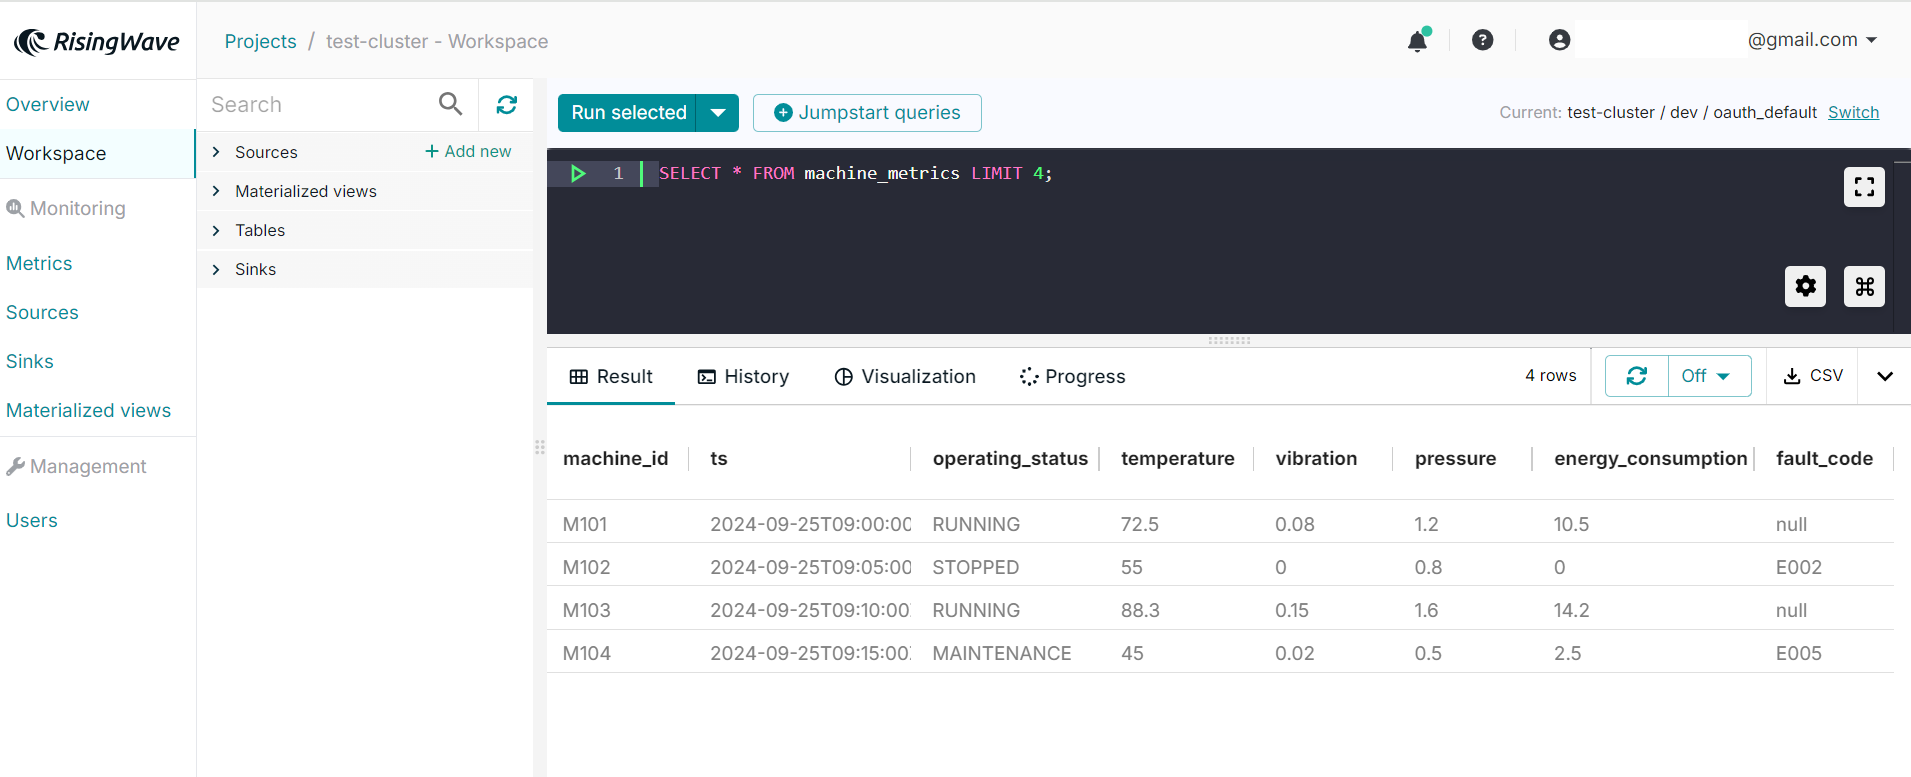 RisingWave
Projects / test-cluster - Workspace
@gmail.com
Overview
Workspace
Monitoring
Metrics
Sources
Sinks
Materialized views
Management
Users
Search
Sources + Add new
Materialized views
Tables
Sinks
Run selected
Jumpstart queries
Current: test-cluster / dev / oauth_default Switch
1 SELECT * FROM machine_metrics LIMIT 4;
Result History Visualization Progress 4 rows Off CSV
machine_id ts operating_status temperature vibration pressure energy_consumption fault_code
M101 2024-09-25T09:00:00 RUNNING 72.5 0.08 1.2 10.5 null
M102 2024-09-25T09:05:00 STOPPED 55 0 0.8 0 E002
M103 2024-09-25T09:10:00 RUNNING 88.3 0.15 1.6 14.2 null
M104 2024-09-25T09:15:00 MAINTENANCE 45 0.02 0.5 2.5 E005